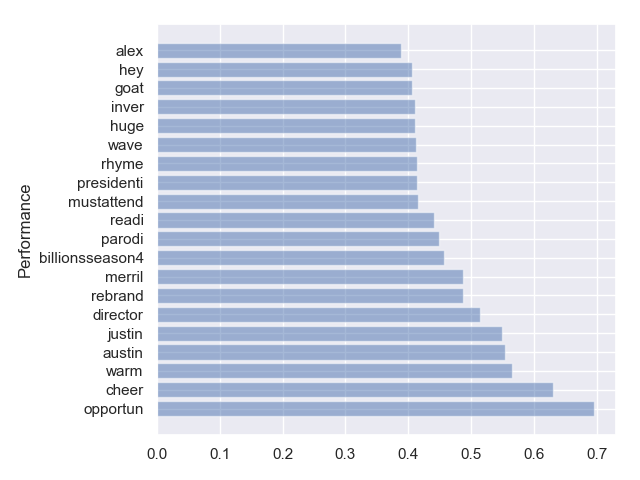 alex
hey
goat
inver
huge
wave
rhyme
presidenti
mustattend
readi
parodi
billionsseason4
merril
rebrand
director
justin
austin
warm
cheer
opportun
Performance
0.0 0.1 0.2 0.3 0.4 0.5 0.6 0.7